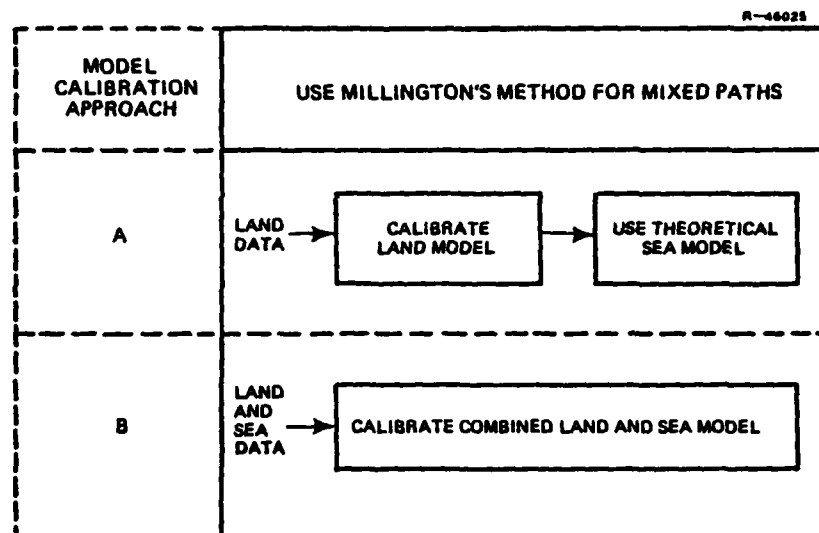 R-46025
MODEL
CALIBRATION
APPROACH
USE MILLINGTON'S METHOD FOR MIXED PATHS
A
LAND
DATA
CALIBRATE
LAND MODEL
USE THEORETICAL
SEA MODEL
B
LAND
AND
SEA
DATA
CALIBRATE COMBINED LAND AND SEA MODEL